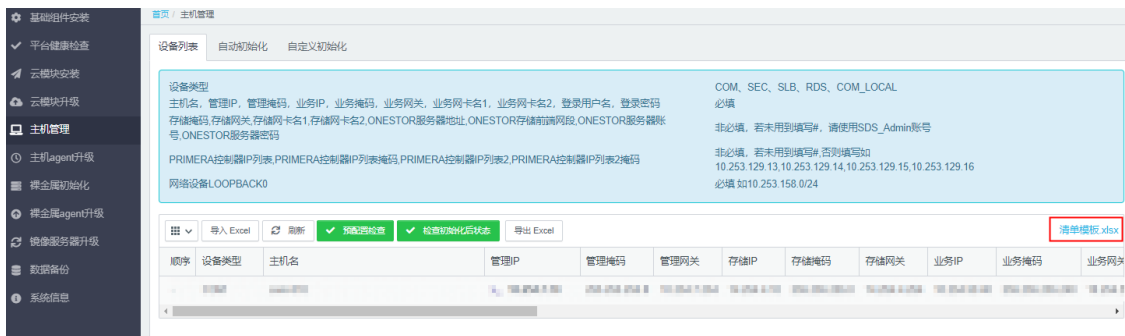 基础组件安装
平台健康检查
云模块安装
云模块升级
主机管理
主机agent升级
裸金属初始化
裸金属agent升级
镜像服务器升级
数据备份
系统信息
首页 / 主机管理
设备列表 自动初始化 自定义初始化
设备类型 COM、SEC、SLB、RDS、COM_LOCAL
主机名，管理IP，管理掩码，业务IP，业务掩码，业务网关，业务网卡名1，业务网卡名2，登录用户名，登录密码 必填
存储掩码,存储网关,存储网卡名1,存储网卡名2,ONESTOR服务器地址,ONESTOR存储前端网段,ONESTOR服务器账
号,ONESTOR服务器密码
非必填，若未用到填写#，请使用SDS_Admin账号
PRIMERA控制器IP列表,PRIMERA控制器IP列表掩码,PRIMERA控制器IP列表2,PRIMERA控制器IP列表2掩码
非必填，若未用到填写#,否则填写如
10.253.129.13,10.253.129.14,10.253.129.15,10.253.129.16
网络设备LOOPBACK0 必填 如10.253.158.0/24
导入 Excel 刷新 预配置检查 检查初始化后状态 导出 Excel 清单模板.xlsx
顺序 设备类型 主机名 管理IP 管理掩码 管理网关 存储IP 存储掩码 存储网关 业务IP 业务掩码 业务网关